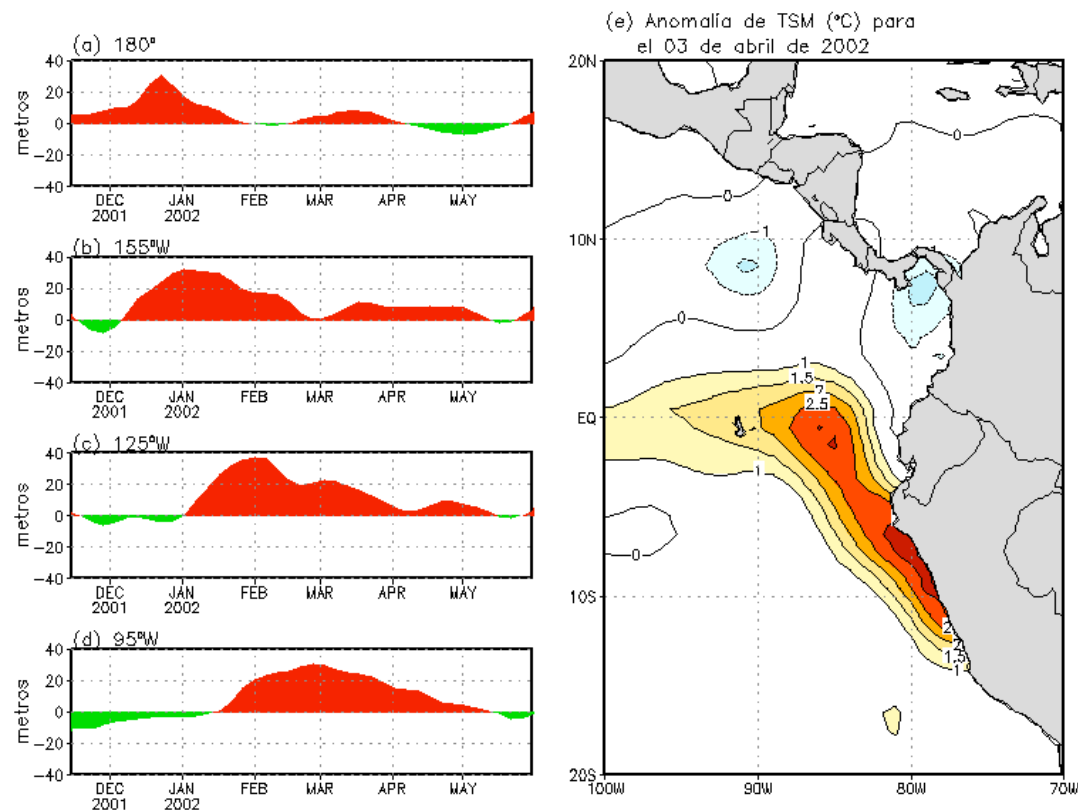 (a) 180°
metros
40
20
0
−20
−40
DEC JAN FEB MAR APR MAY
2001 2002
(b) 155°W
metros
40
20
0
−20
−40
DEC JAN FEB MAR APR MAY
2001 2002
(c) 125°W
metros
40
20
0
−20
−40
DEC JAN FEB MAR APR MAY
2001 2002
(d) 95°W
metros
40
20
0
−20
−40
DEC JAN FEB MAR APR MAY
2001 2002
(e) Anomalía de TSM (°C) para
el 03 de abril de 2002
20N
0
0
10N
−1
0
1
1.5
2
2.5
EQ
1
0
10S
2
2
1.5
1
20S
100W 90W 80W 70W